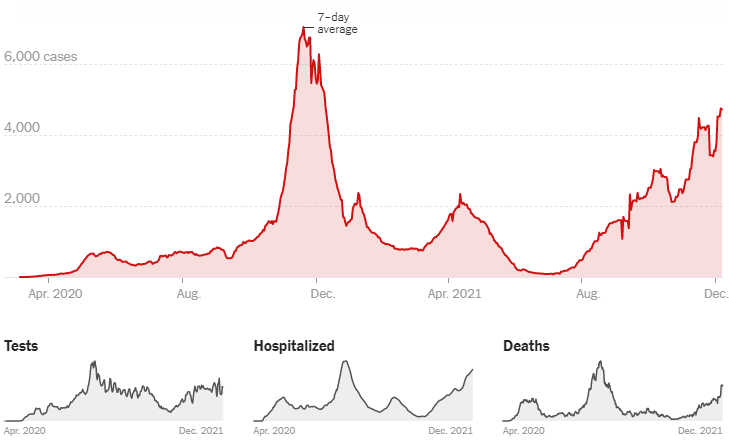 7-day
average
6,000 cases
4,000
2,000
Apr. 2020 Aug. Dec. Apr. 2021 Aug. Dec.
Tests Hospitalized Deaths
Apr. 2020 Dec. 2021 Apr. 2020 Dec. 2021 Apr. 2020 Dec. 2021